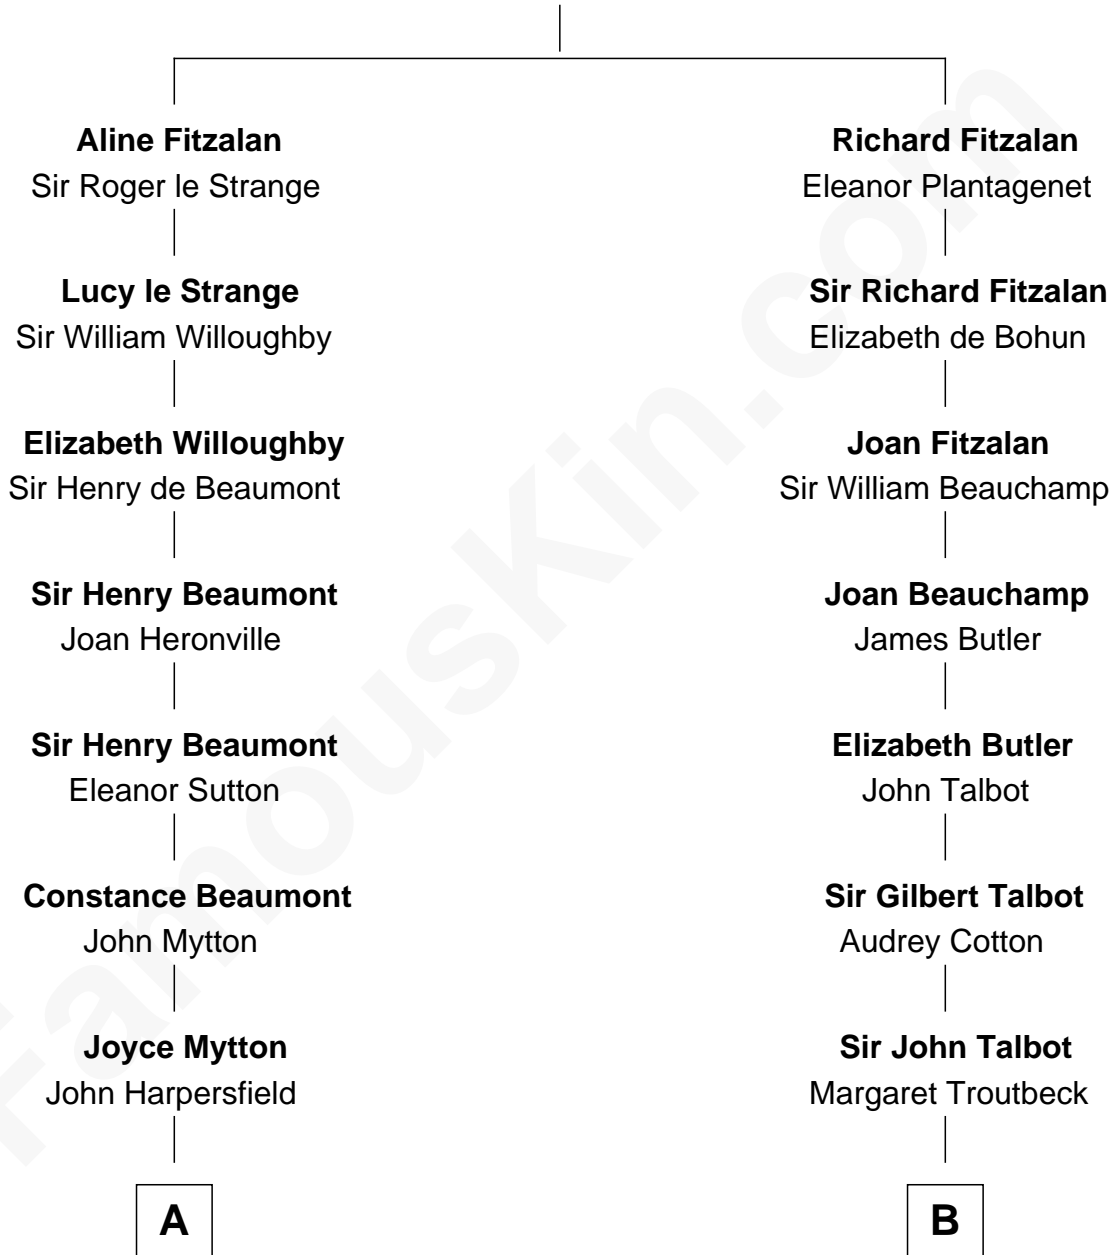 Aline Fitzalan
Sir Roger le Strange
Richard Fitzalan
Eleanor Plantagenet
Lucy le Strange
Sir William Willoughby
Sir Richard Fitzalan
Elizabeth de Bohun
Elizabeth Willoughby
Sir Henry de Beaumont
Joan Fitzalan
Sir William Beauchamp
Sir Henry Beaumont
Joan Heronville
Joan Beauchamp
James Butler
Sir Henry Beaumont
Eleanor Sutton
Elizabeth Butler
John Talbot
Constance Beaumont
John Mytton
Sir Gilbert Talbot
Audrey Cotton
Joyce Mytton
John Harpersfield
Sir John Talbot
Margaret Troutbeck
A
B
FamousKin.com